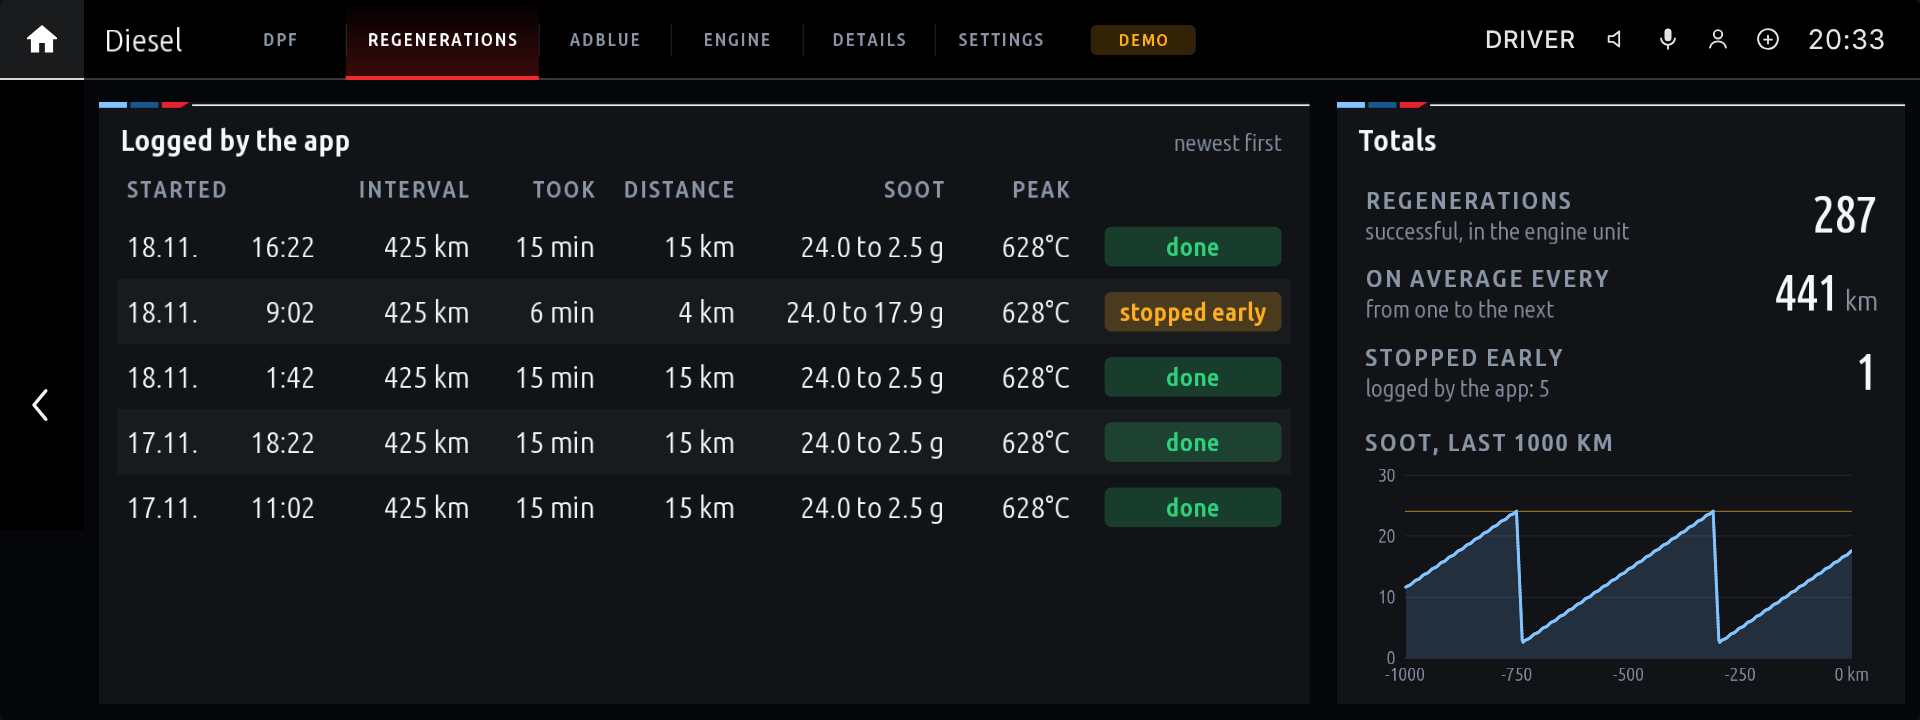 Diesel DPF REGENERATIONS ADBLUE ENGINE DETAILS SETTINGS DEMO DRIVER 20:33
Logged by the app newest first
STARTED INTERVAL TOOK DISTANCE SOOT PEAK
18.11. 16:22 425 km 15 min 15 km 24.0 to 2.5 g 628°C done
18.11. 9:02 425 km 6 min 4 km 24.0 to 17.9 g 628°C stopped early
18.11. 1:42 425 km 15 min 15 km 24.0 to 2.5 g 628°C done
17.11. 18:22 425 km 15 min 15 km 24.0 to 2.5 g 628°C done
17.11. 11:02 425 km 15 min 15 km 24.0 to 2.5 g 628°C done
Totals
REGENERATIONS 287
successful, in the engine unit
ON AVERAGE EVERY 441 km
from one to the next
STOPPED EARLY 1
logged by the app: 5
SOOT, LAST 1000 KM
30
20
10
0
-1000 -750 -500 -250 0 km